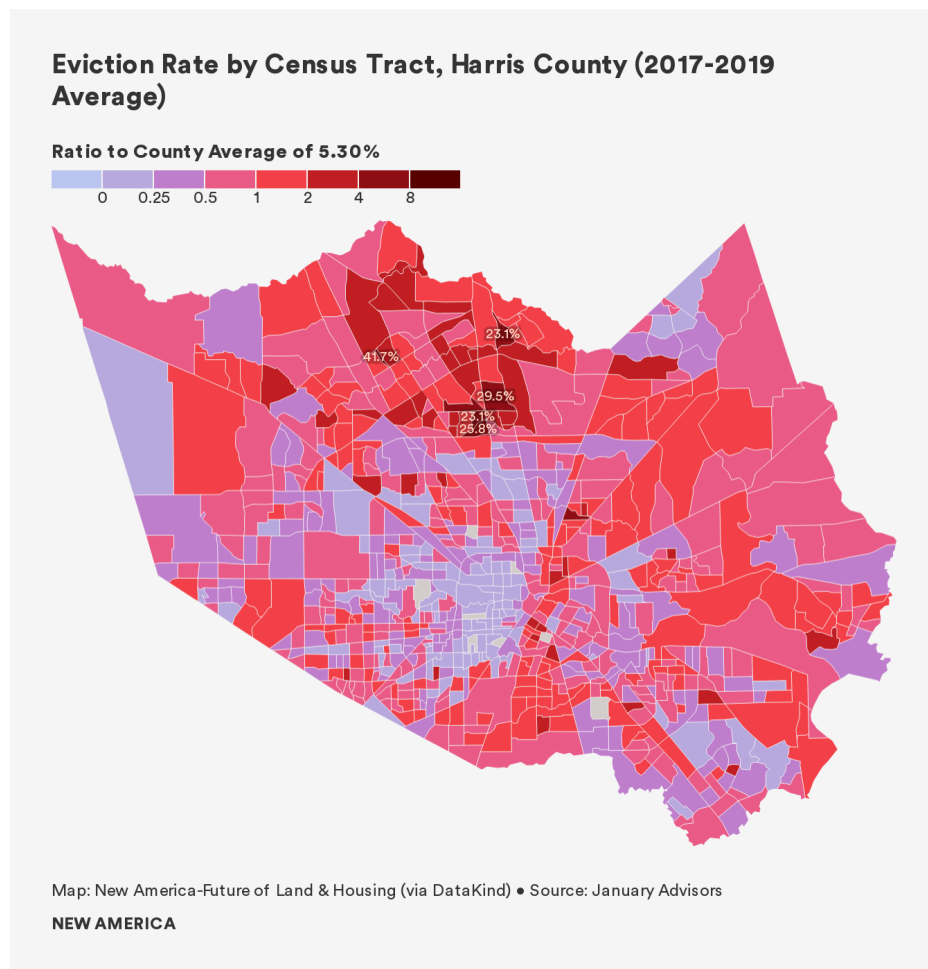 Eviction Rate by Census Tract, Harris County (2017-2019
Average)
Ratio to County Average of 5.30%
0 0.25 0.5 1 2 4 8
23.1%
41.7%
29.5%
23.1%
25.8%
Map: New America-Future of Land & Housing (via DataKind) • Source: January Advisors
NEW AMERICA